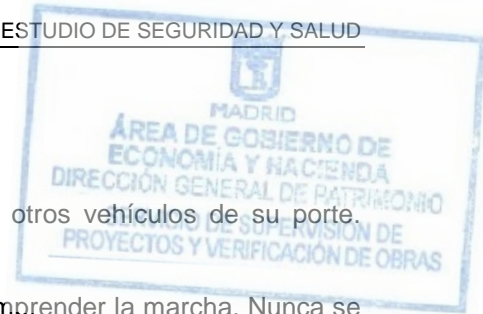 ESTUDIO DE SEGURIDAD Y SALUD
MADRID
ÁREA DE GOBIERNO DE
ECONOMÍA Y HACIENDA
DIRECCIÓN GENERAL DE PATRIMONIO
SERVICIO DE SUPERVISIÓN DE
PROYECTOS Y VERIFICACIÓN DE OBRAS
otros vehículos de su porte.
la marcha. Nunca se